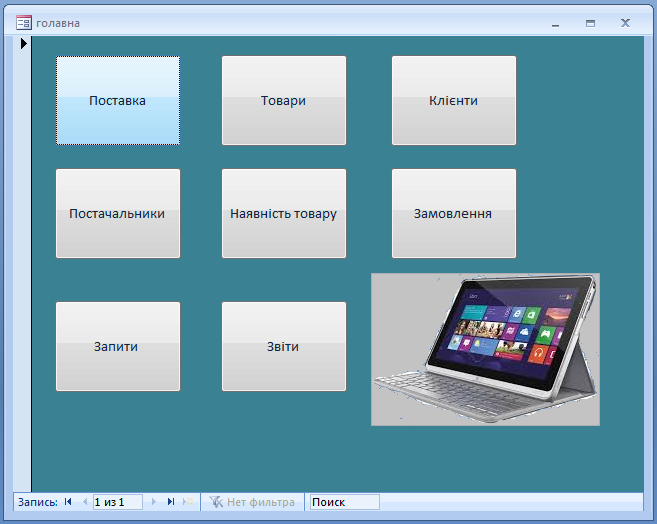 головна
Поставка
Товари
Клієнти
Постачальники
Наявність товару
Замовлення
Запити
Звіти
Запись: 1 из 1 Нет фильтра Поиск